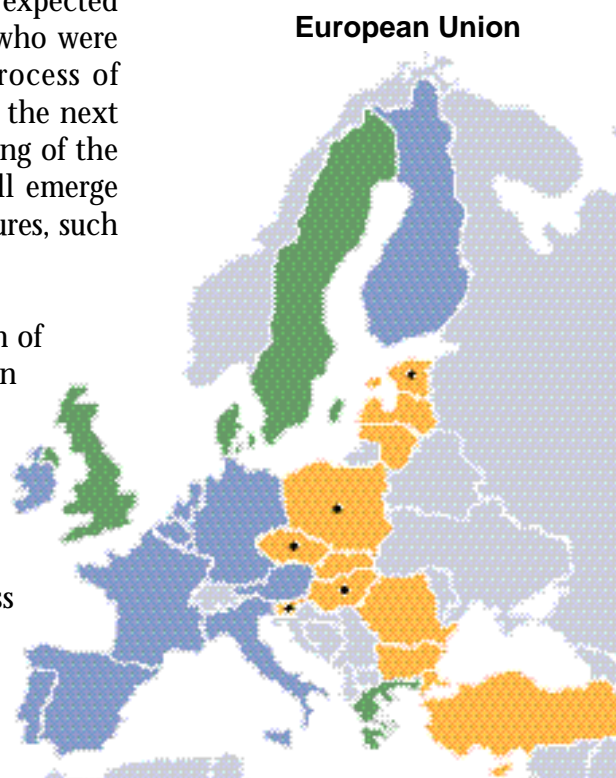 expected
who were
rocess of
the next
ng of the
ll emerge
ures, such
n of
n
ss
European Union